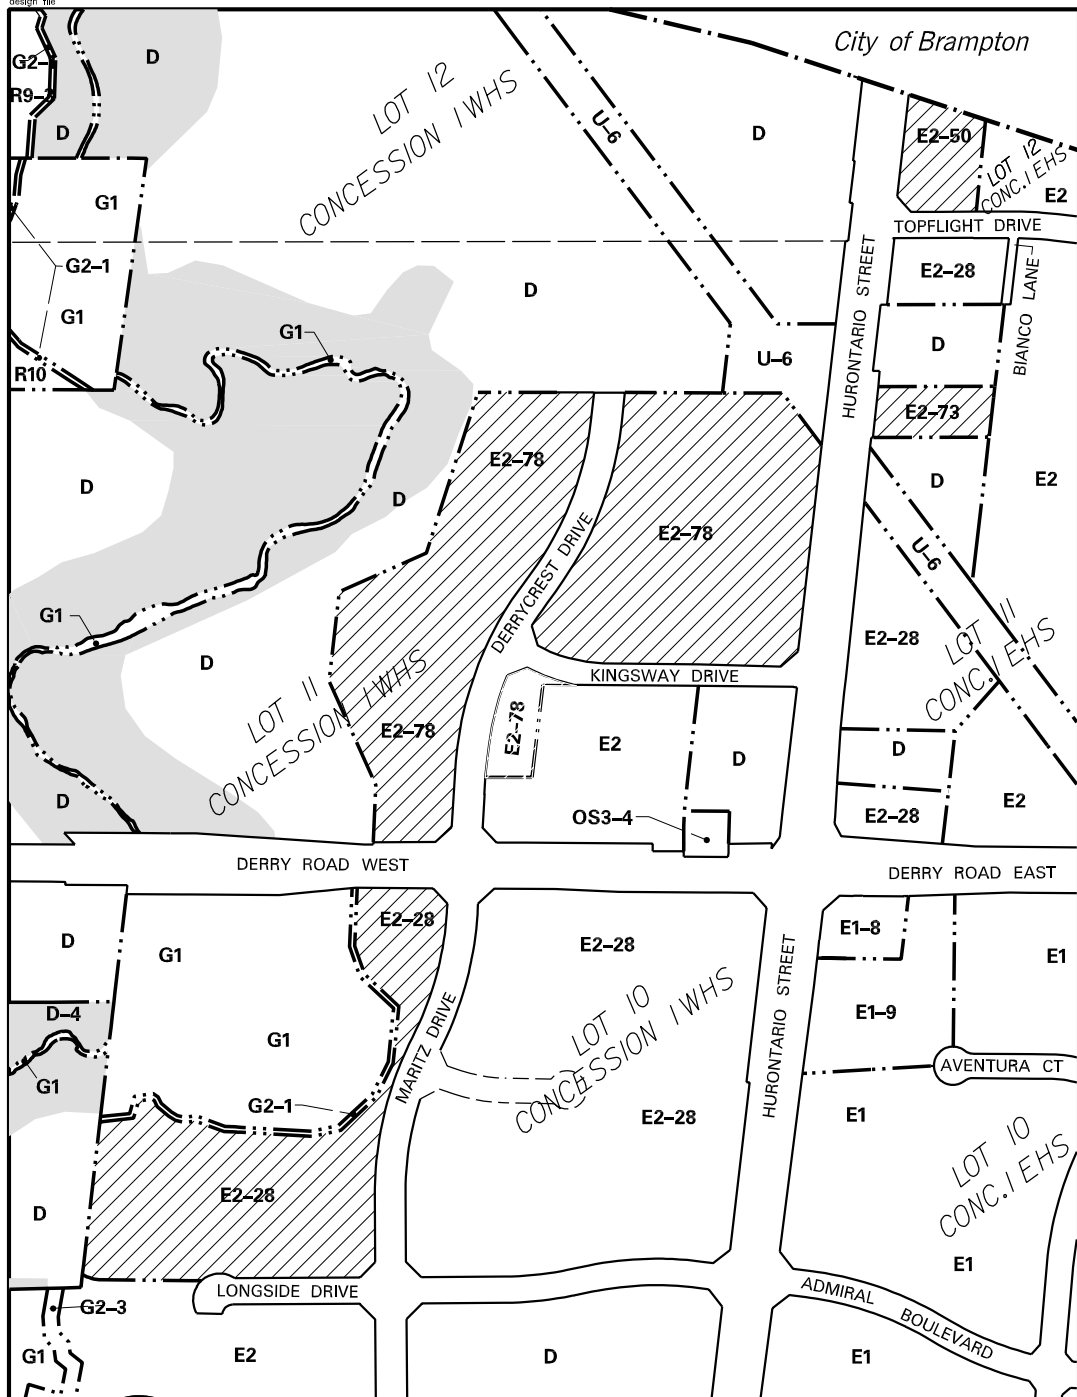 design file
City of Brampton
G2–
D
R9–
D
LOT 12
CONCESSION 1 WHS
U–6
D
E2–50
LOT 12
CONC. 1 EHS
E2
G1
TOPFLIGHT DRIVE
G2–1
D
HURONTARIO STREET
E2–28
BIANCO LANE
G1
G1
D
R10
U–6
E2–73
E2–78
D
D
D
E2
E2–78
U–6
DERRYCREST DRIVE
G1
D
E2–28
LOT 11
CONC. 1 EHS
LOT 11
CONCESSION 1 WHS
KINGSWAY DRIVE
E2–78
E2–78
E2
D
D
D
OS3–4
E2–28
E2
DERRY ROAD WEST
DERRY ROAD EAST
E2–28
E1–8
D
G1
E2–28
E1
D–4
LOT 10
CONCESSION 1 WHS
HURONTARIO STREET
E1–9
G1
MARITZ DRIVE
AVENTURA CT
G1
G2–1
E2–28
E1
LOT 10
CONC. 1 EHS
E2–28
D
E1
LONGSIDE DRIVE
ADMIRAL BOULEVARD
G2–3
G1
E2
D
E1